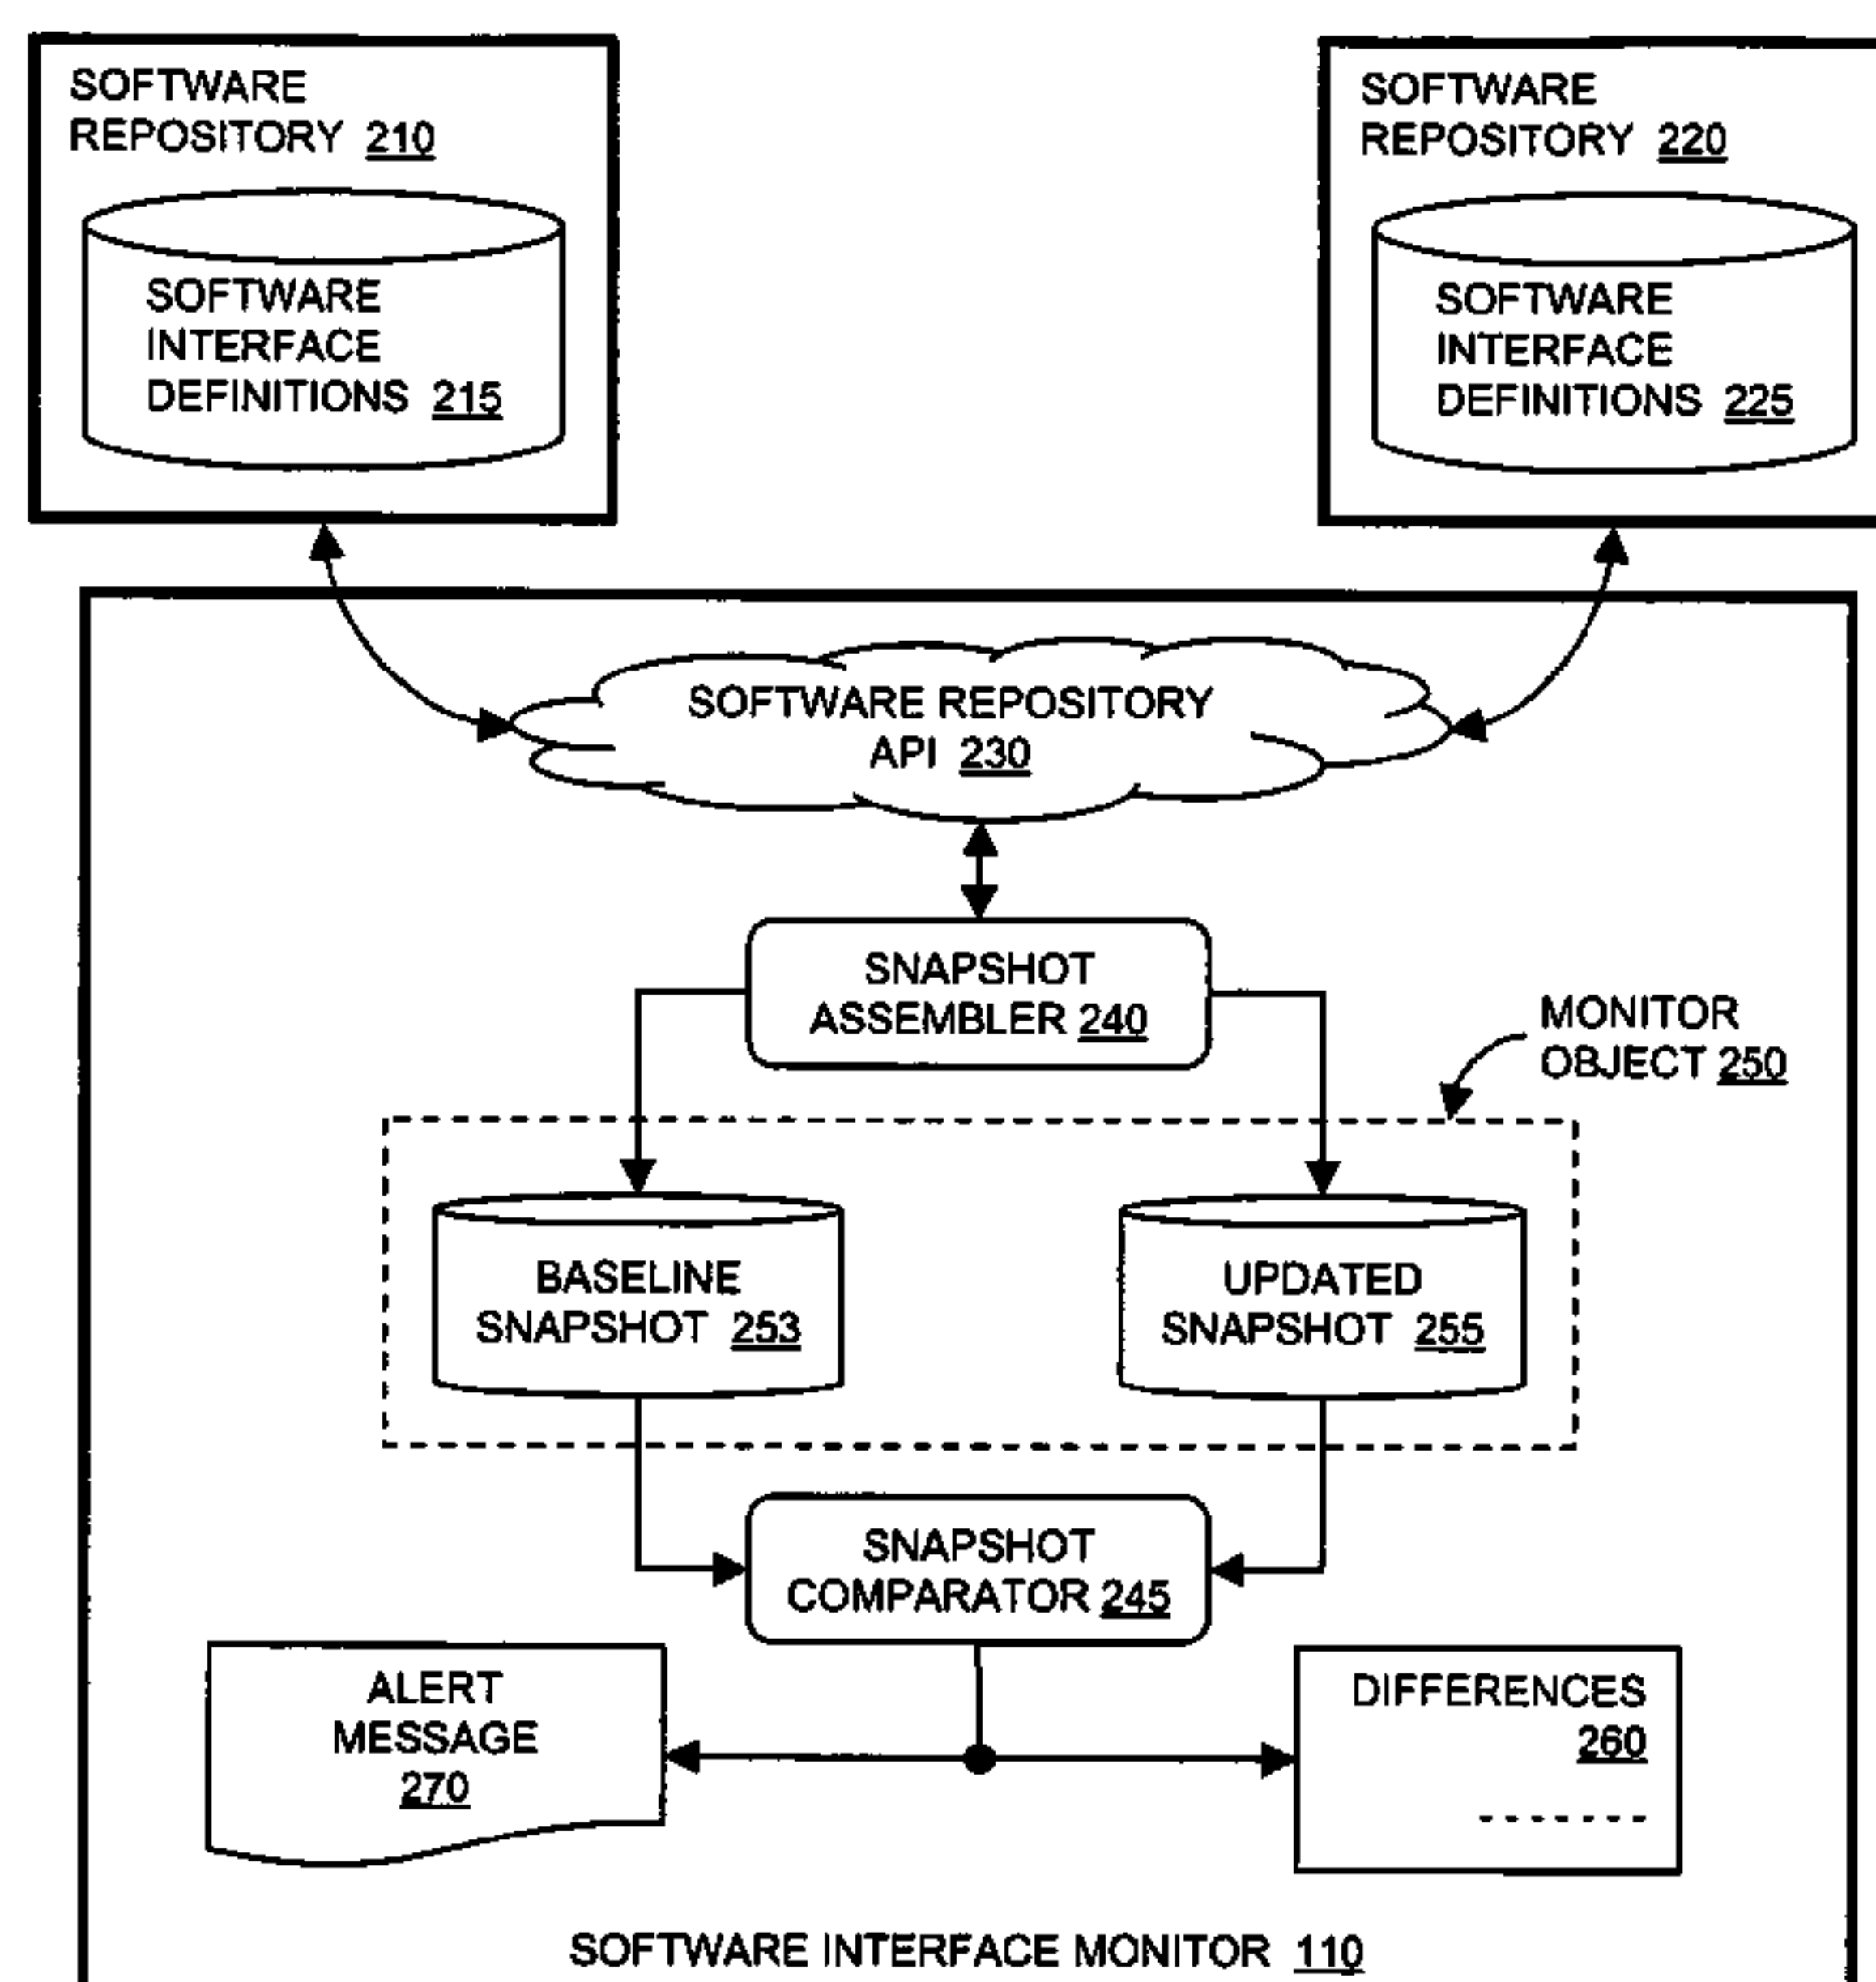 SOFTWARE
REPOSITORY 210
SOFTWARE
INTERFACE
DEFINITIONS 215
SOFTWARE
REPOSITORY 220
SOFTWARE
INTERFACE
DEFINITIONS 225
SOFTWARE REPOSITORY
API 230
SNAPSHOT
ASSEMBLER 240
MONITOR
OBJECT 250
BASELINE
SNAPSHOT 253
UPDATED
SNAPSHOT 255
SNAPSHOT
COMPARATOR 245
ALERT
MESSAGE
270
DIFFERENCES
260
SOFTWARE INTERFACE MONITOR 110